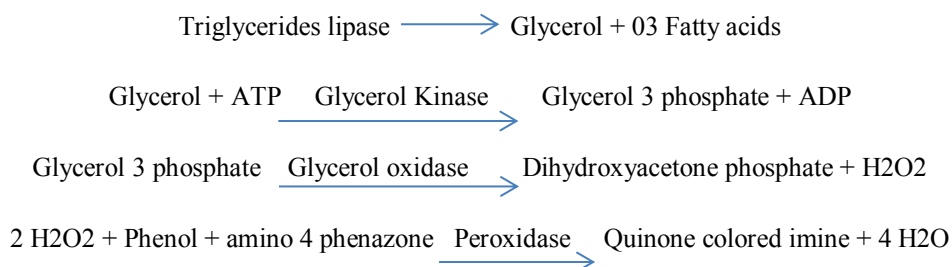 Triglycerides lipase Glycerol + 03 Fatty acids
Glycerol + ATP Glycerol Kinase Glycerol 3 phosphate + ADP
Glycerol 3 phosphate Glycerol oxidase Dihydroxyacetone phosphate + H2O2
2 H2O2 + Phenol + amino 4 phenazone Peroxidase Quinone colored imine + 4 H2O